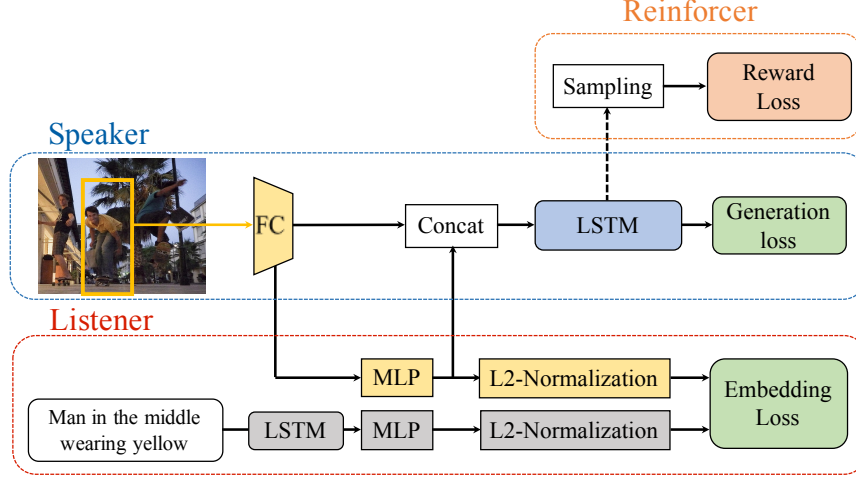 Reinforcer
Sampling
Reward
Loss
Speaker
FC
Concat
LSTM
Generation
loss
Listener
MLP
L2-Normalization
Embedding
Loss
Man in the middle
wearing yellow
LSTM
MLP
L2-Normalization